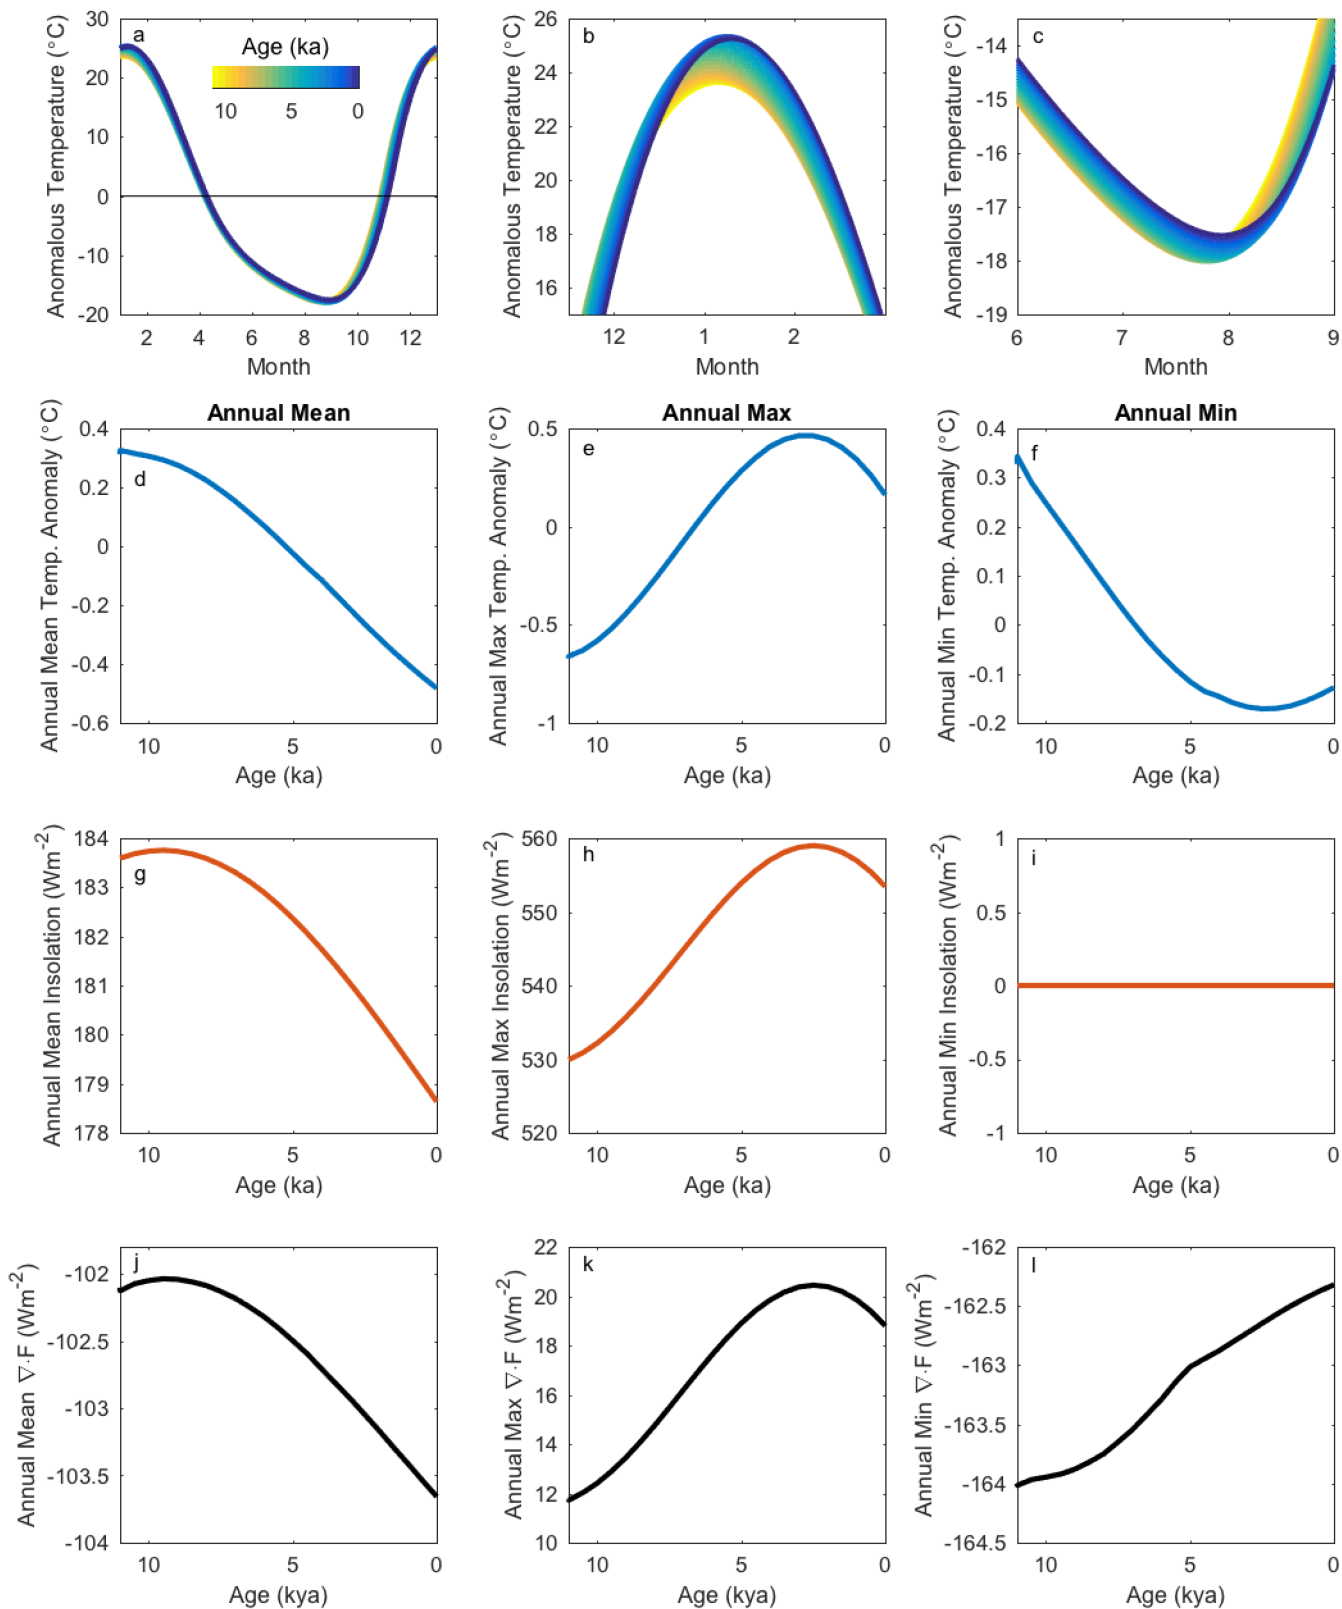 a
Age (ka)
10 5 0
30
20
10
0
-10
-20
Anomalous Temperature (°C)
2 4 6 8 10 12
Month
b
26
24
22
20
18
16
Anomalous Temperature (°C)
12 1 2
Month
c
-14
-15
-16
-17
-18
-19
Anomalous Temperature (°C)
6 7 8 9
Month
Annual Mean
d
0.4
0.2
0
-0.2
-0.4
-0.6
Annual Mean Temp. Anomaly (°C)
10 5 0
Age (ka)
Annual Max
e
0.5
0
-0.5
-1
Annual Max Temp. Anomaly (°C)
10 5 0
Age (ka)
Annual Min
f
0.4
0.3
0.2
0.1
0
-0.1
-0.2
Annual Min Temp. Anomaly (°C)
10 5 0
Age (ka)
g
184
183
182
181
180
179
178
Annual Mean Insolation (Wm-2)
10 5 0
Age (ka)
h
560
550
540
530
520
Annual Max Insolation (Wm-2)
10 5 0
Age (ka)
i
1
0.5
0
-0.5
-1
Annual Min Insolation (Wm-2)
10 5 0
Age (ka)
j
-102
-102.5
-103
-103.5
-104
Annual Mean ∇·F (Wm-2)
10 5 0
Age (kya)
k
22
20
18
16
14
12
10
Annual Max ∇·F (Wm-2)
10 5 0
Age (kya)
l
-162
-162.5
-163
-163.5
-164
-164.5
Annual Min ∇·F (Wm-2)
10 5 0
Age (kya)